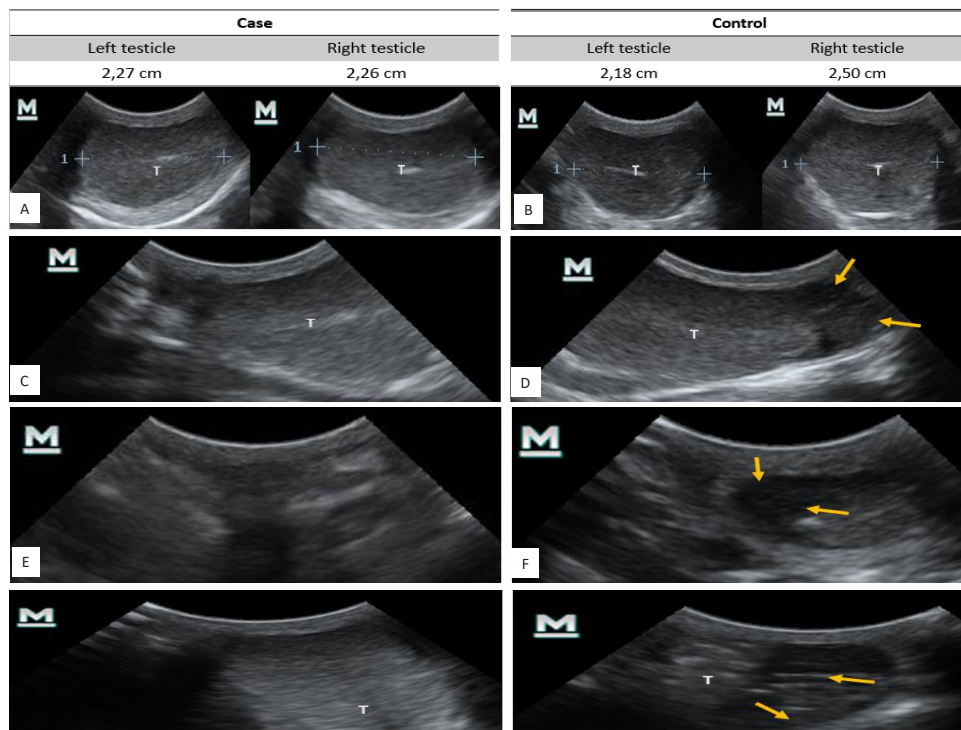 Case Control
Left testicle Right testicle Left testicle Right testicle
2,27 cm 2,26 cm 2,18 cm 2,50 cm
M M M M
1 T T 1 T 1 T
1
A B
M M
T T
C D
M M
E F
M M
T T